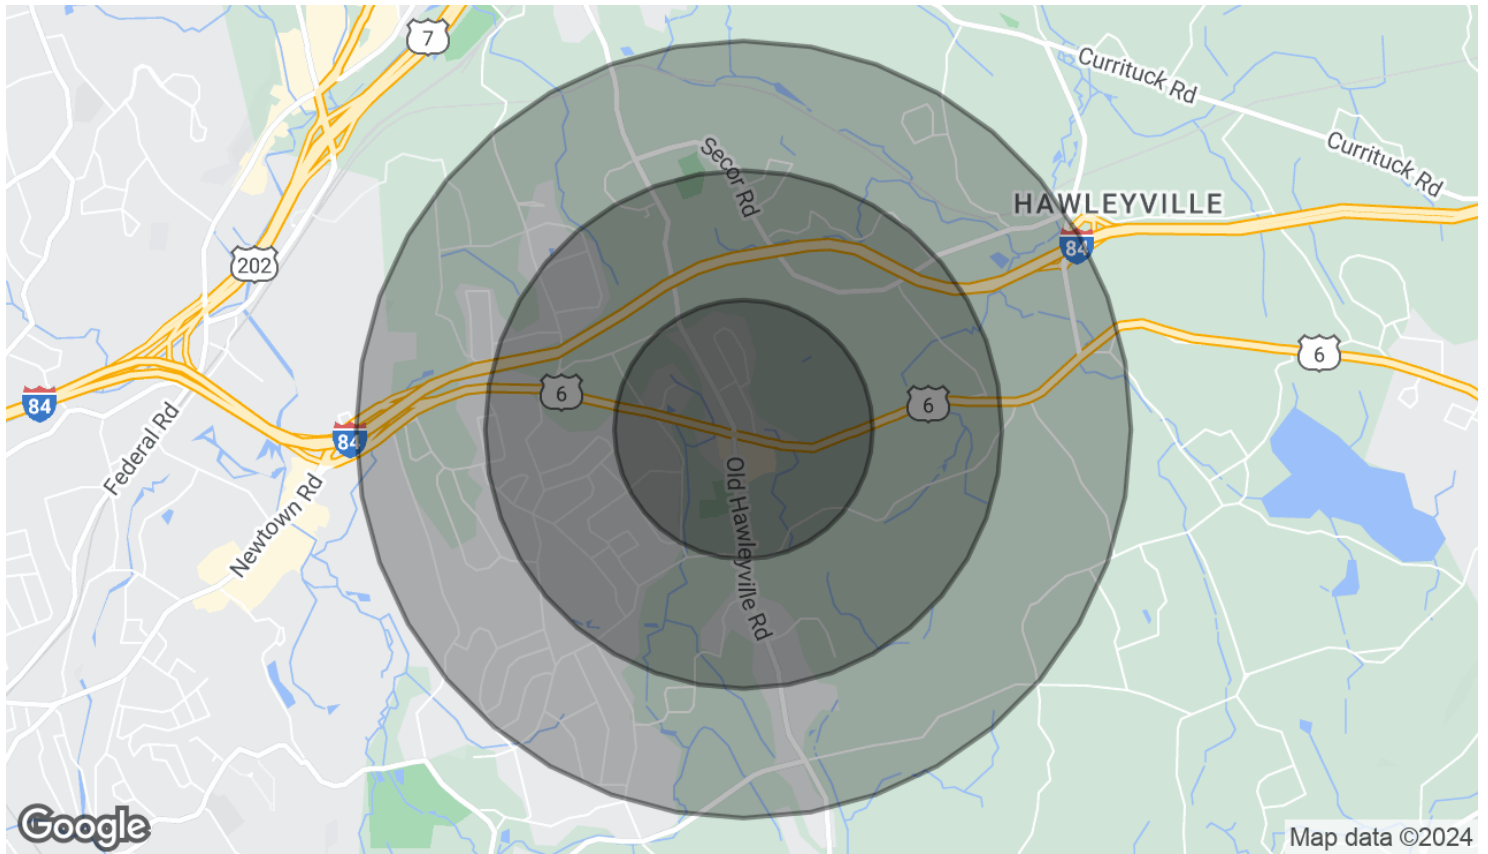 7
Currituck Rd
Currituck Rd
Secor Rd
HAWLEYVILLE
84
202
6
6
6
84
Federal Rd
84
Newtown Rd
Old Hawleyville Rd
Google
Map data ©2024